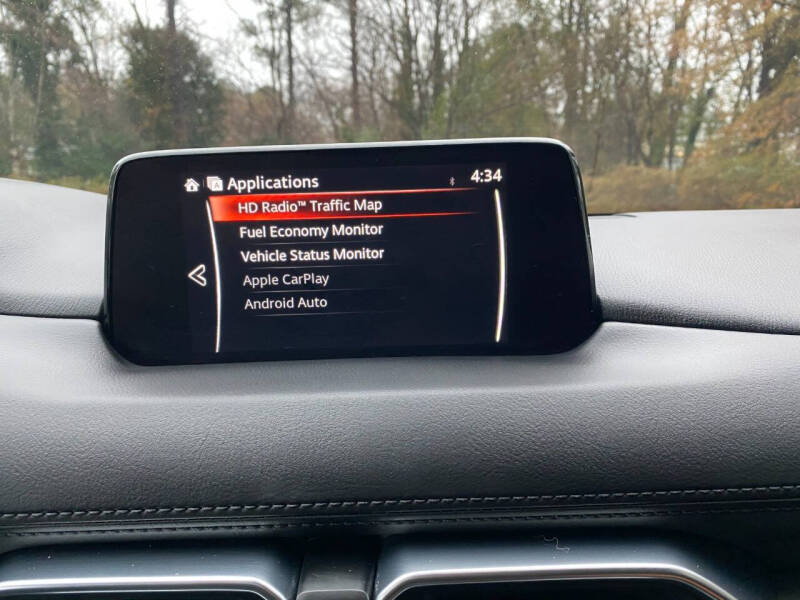 Applications 4:34
HD Radio™ Traffic Map
Fuel Economy Monitor
Vehicle Status Monitor
Apple CarPlay
Android Auto